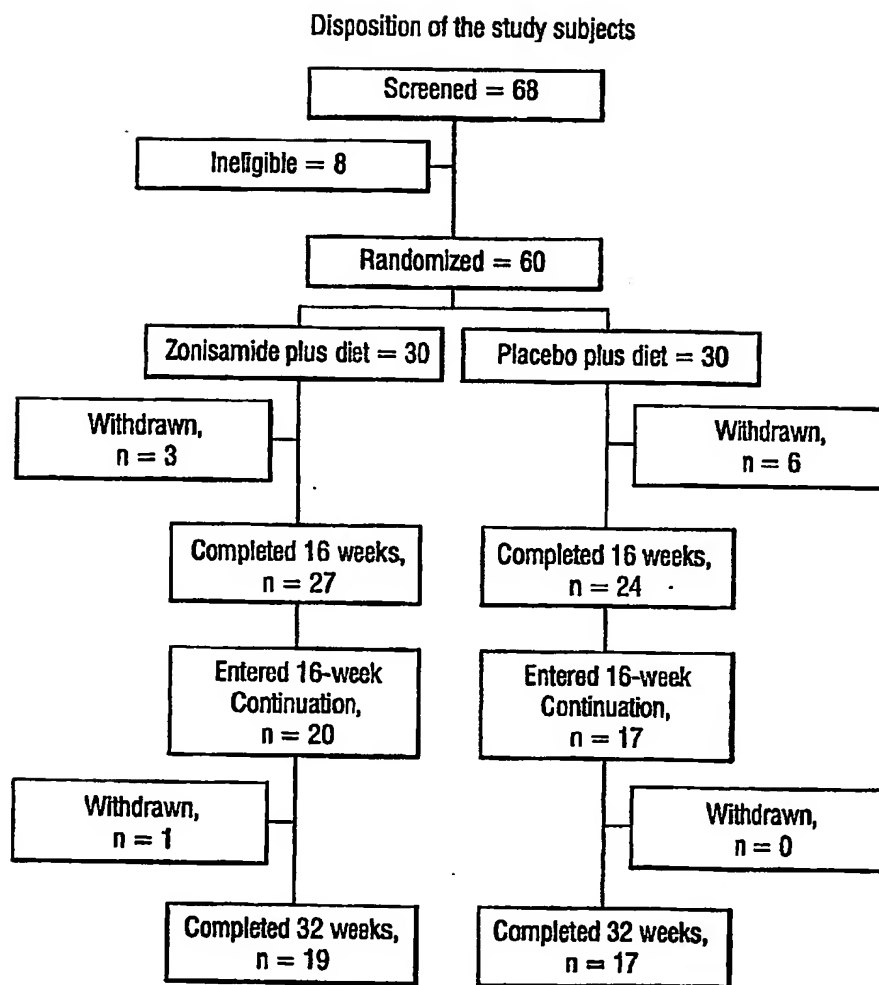 Disposition of the study subjects
Screened = 68
Ineligible = 8
Randomized = 60
Zonisamide plus diet = 30
Placebo plus diet = 30
Withdrawn,
n = 3
Withdrawn,
n = 6
Completed 16 weeks,
n = 27
Completed 16 weeks,
n = 24
Entered 16-week
Continuation,
n = 20
Entered 16-week
Continuation,
n = 17
Withdrawn,
n = 1
Withdrawn,
n = 0
Completed 32 weeks,
n = 19
Completed 32 weeks,
n = 17